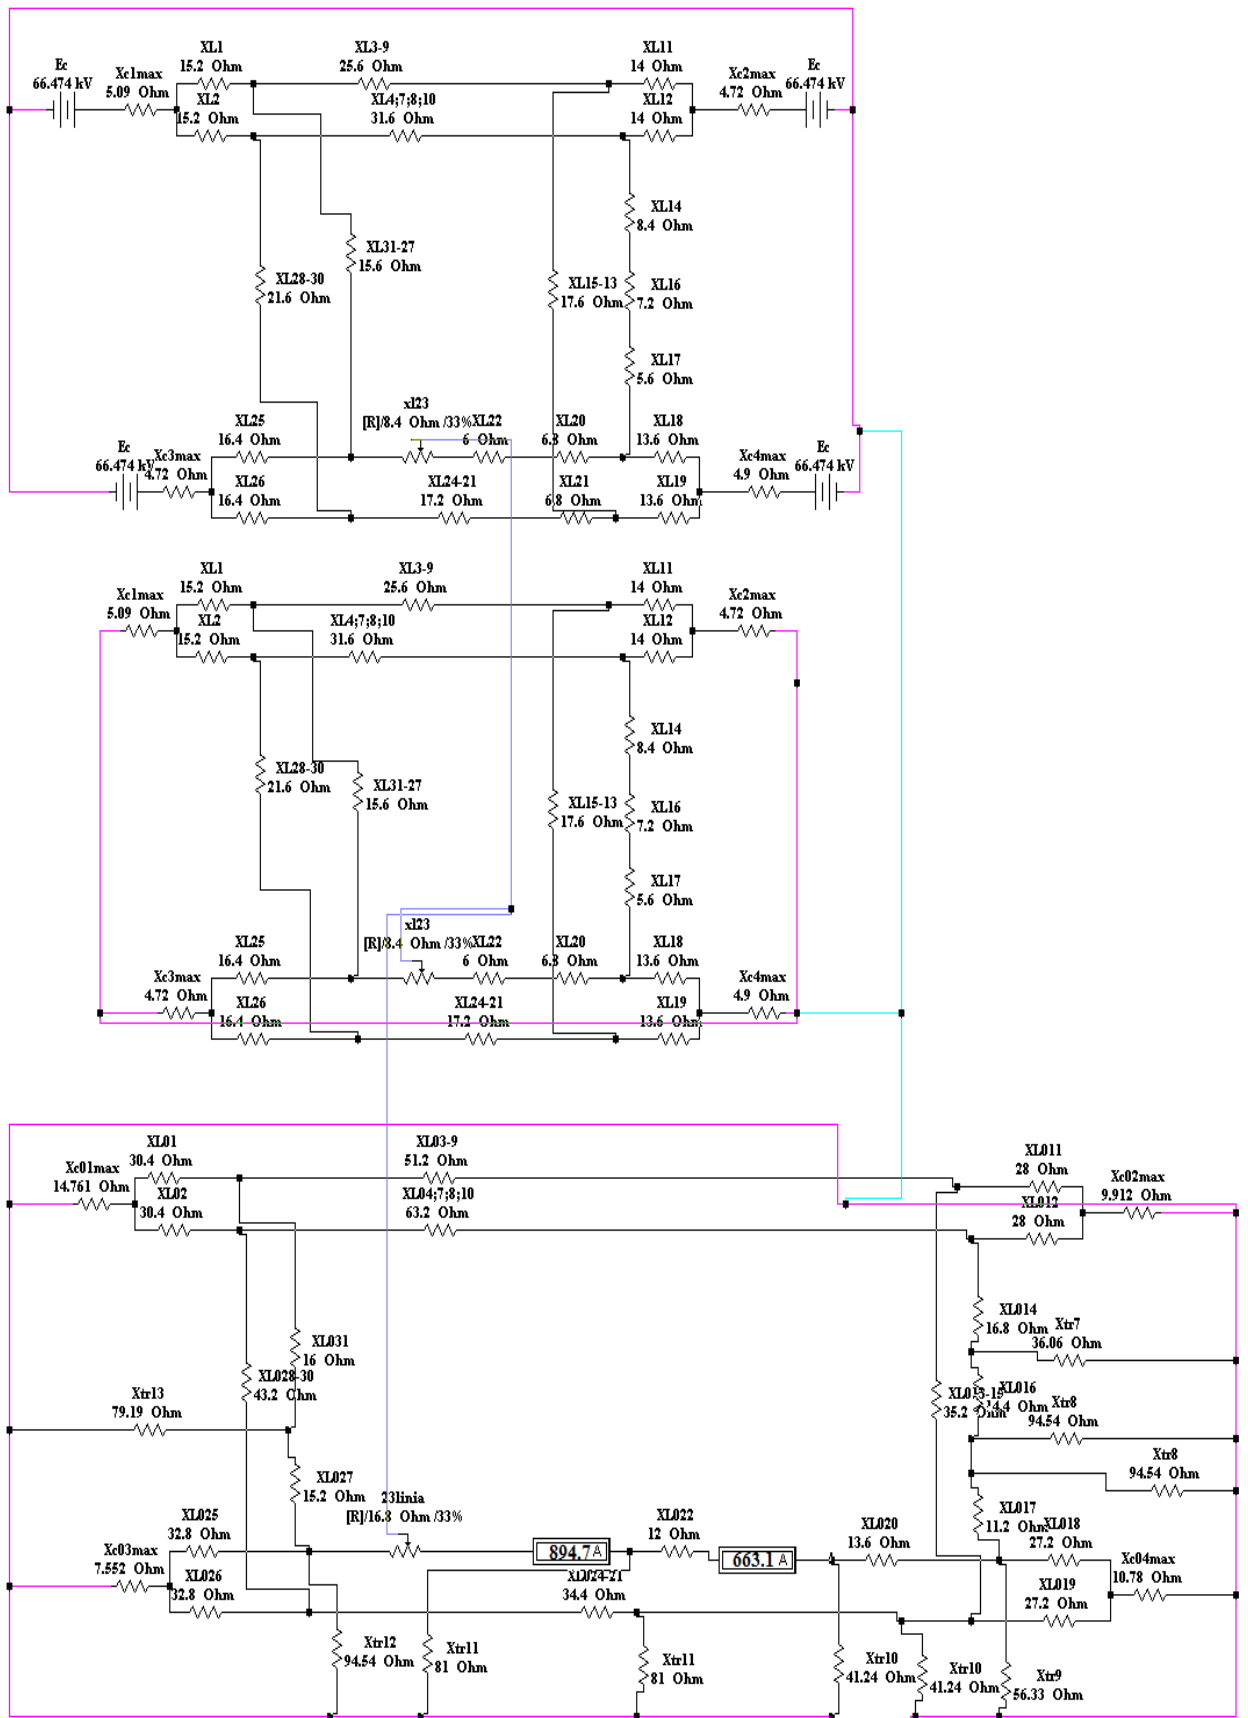 XL1
15.2 Ohm
XL3-9
25.6 Ohm
XL11
14 Ohm
Ec
66.474 kV
Xc1max
5.09 Ohm
XL2
15.2 Ohm
XL4;7;8;10
31.6 Ohm
XL12
14 Ohm
Xc2max
4.72 Ohm
Ec
66.474 kV
XL14
8.4 Ohm
XL31-27
15.6 Ohm
XL28-30
21.6 Ohm
XL15-13
17.6 Ohm
XL16
7.2 Ohm
XL17
5.6 Ohm
xl23
[R]/8.4 Ohm /33%
XL25
16.4 Ohm
XL22
6 Ohm
XL20
6.8 Ohm
XL18
13.6 Ohm
Ec
66.474 kV
Xc3max
4.72 Ohm
XL26
16.4 Ohm
XL24-21
17.2 Ohm
XL21
6.8 Ohm
XL19
13.6 Ohm
Xc4max
4.9 Ohm
Ec
66.474 kV
XL1
15.2 Ohm
XL3-9
25.6 Ohm
XL11
14 Ohm
Xc1max
5.09 Ohm
XL2
15.2 Ohm
XL4;7;8;10
31.6 Ohm
XL12
14 Ohm
Xc2max
4.72 Ohm
XL14
8.4 Ohm
XL28-30
21.6 Ohm
XL31-27
15.6 Ohm
XL15-13
17.6 Ohm
XL16
7.2 Ohm
XL17
5.6 Ohm
xl23
[R]/8.4 Ohm /33%
XL25
16.4 Ohm
XL22
6 Ohm
XL20
6.8 Ohm
XL18
13.6 Ohm
Xc3max
4.72 Ohm
XL26
16.4 Ohm
XL24-21
17.2 Ohm
XL19
13.6 Ohm
Xc4max
4.9 Ohm
XL01
30.4 Ohm
XL03-9
51.2 Ohm
XL011
28 Ohm
Xc01max
14.761 Ohm
XL02
30.4 Ohm
XL04;7;8;10
63.2 Ohm
XL012
28 Ohm
Xc02max
9.912 Ohm
XL014
16.8 Ohm
Xtr7
36.06 Ohm
XL031
16 Ohm
XL028-30
43.2 Ohm
Xtr13
79.19 Ohm
XL013-15
35.2 Ohm
XL016
14.4 Ohm
Xtr8
94.54 Ohm
Xtr8
94.54 Ohm
XL027
15.2 Ohm
23linia
[R]/16.8 Ohm /33%
XL017
11.2 Ohm
XL025
32.8 Ohm
894.7 A
XL022
12 Ohm
663.1 A
XL020
13.6 Ohm
XL018
27.2 Ohm
Xc03max
7.552 Ohm
XL026
32.8 Ohm
XL024-21
34.4 Ohm
XL019
27.2 Ohm
Xc04max
10.78 Ohm
Xtr12
94.54 Ohm
Xtr11
81 Ohm
Xtr11
81 Ohm
Xtr10
41.24 Ohm
Xtr10
41.24 Ohm
Xtr9
56.33 Ohm